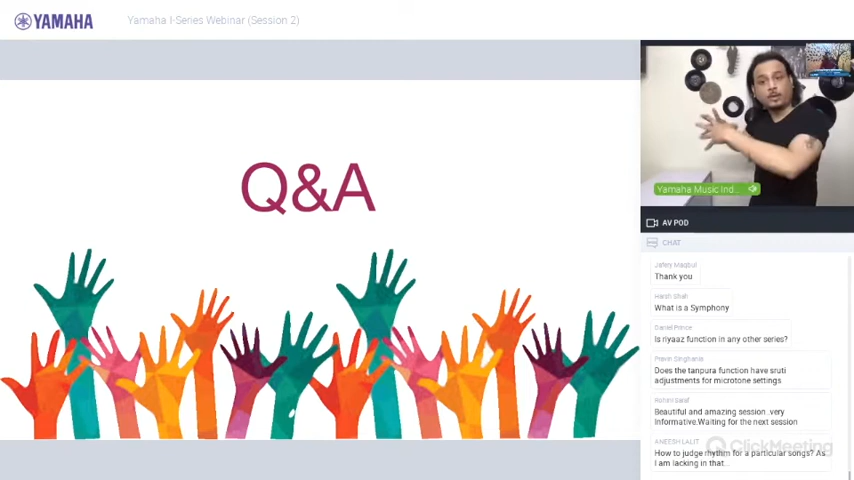 YAMAHA
Yamaha I-Series Webinar (Session 2)
Q&A
Yamaha Music Ind...
AV POD
CHAT
Jafrey Maqbul
Thank you
Harsh Shah
What is a Symphony
Daniel Prince
Is riyaaz function in any other series?
Pravin Singhania
Does the tanpura function have sruti
adjustments for microtone settings
Rohini Saraf
Beautiful and amazing session..very
Informative.Waiting for the next session
ANEESH LALIT
ClickMeeting
How to judge rhythm for a particular songs? As
I am lacking in that...